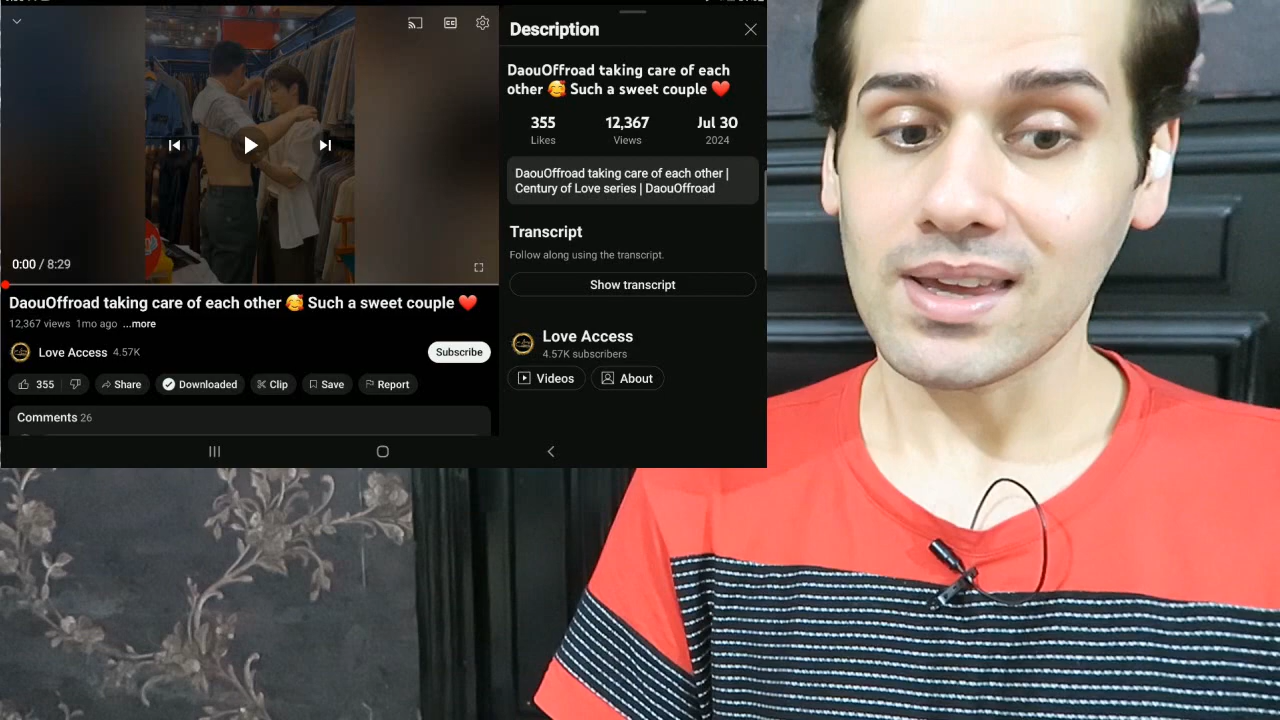 0:00 / 8:29
DaouOffroad taking care of each other 🥰 Such a sweet couple ❤️
12,367 views 1mo ago ...more
Love Access 4.57K
Subscribe
355
Share
Downloaded
Clip
Save
Report
Comments 26
Description
DaouOffroad taking care of each
other 🥰 Such a sweet couple ❤️
355 12,367 Jul 30
Likes Views 2024
DaouOffroad taking care of each other |
Century of Love series | DaouOffroad
Transcript
Follow along using the transcript.
Show transcript
Love Access
4.57K subscribers
Videos
About